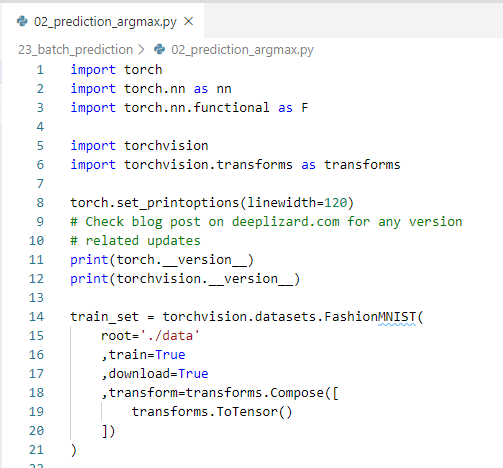 02_prediction_argmax.py
23_batch_prediction > 02_prediction_argmax.py
1 import torch
2 import torch.nn as nn
3 import torch.nn.functional as F
4
5 import torchvision
6 import torchvision.transforms as transforms
7
8 torch.set_printoptions(linewidth=120)
9 # Check blog post on deeplizard.com for any version
10 # related updates
11 print(torch.__version__)
12 print(torchvision.__version__)
13
14 train_set = torchvision.datasets.FashionMNIST(
15     root='./data'
16     ,train=True
17     ,download=True
18     ,transform=transforms.Compose([
19         transforms.ToTensor()
20     ])
21 )